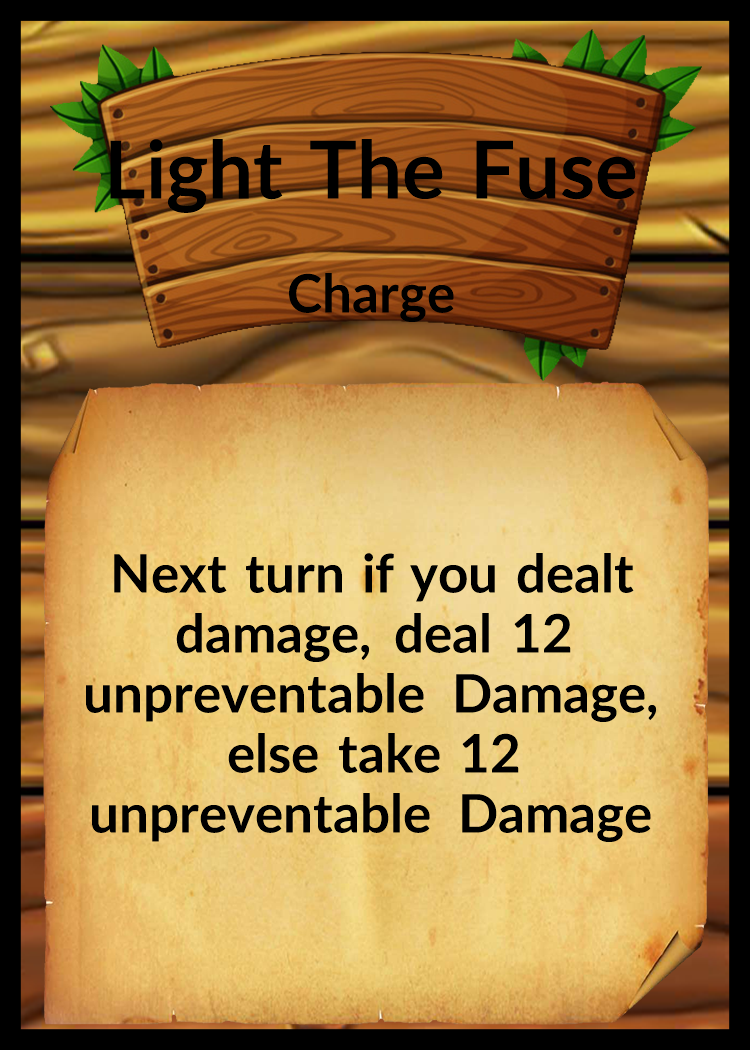 Light The Fuse
Charge
Next turn if you dealt
damage, deal 12
unpreventable Damage,
else take 12
unpreventable Damage